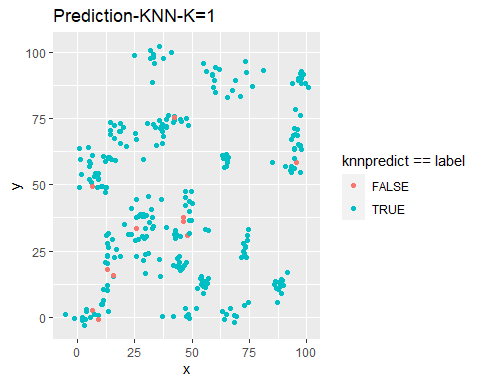 Prediction-KNN-K=1
100
75
50
25
0
y
0
25
50
75
100
x
knnpredict == label
FALSE
TRUE